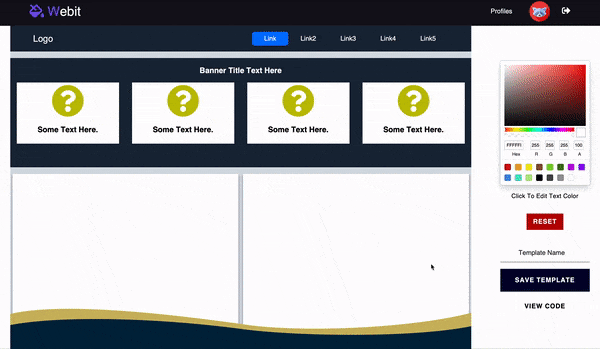 Webit
Profiles
Logo
Link Link2 Link3 Link4 Link5
Banner Title Text Here
Some Text Here. Some Text Here. Some Text Here. Some Text Here.
FFFFFF 255 255 255 100
Hex R G B A
Click To Edit Text Color
RESET
Template Name
SAVE TEMPLATE
VIEW CODE